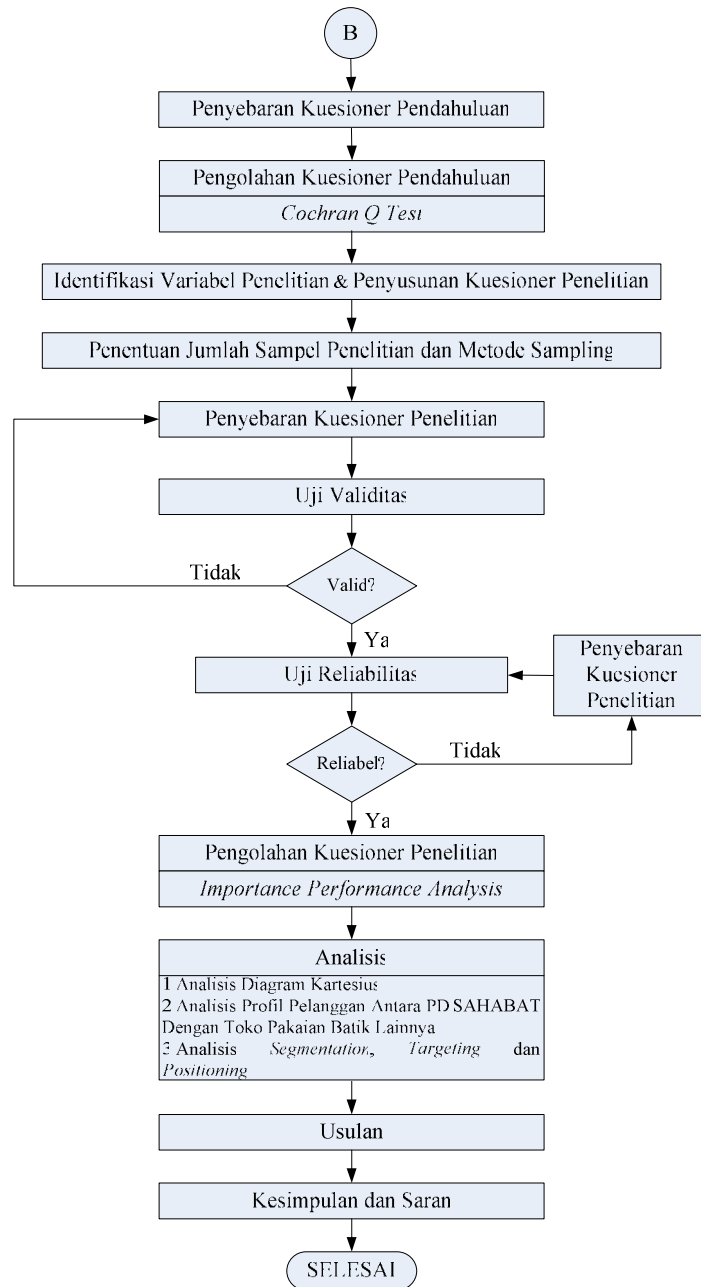 B
Penyebaran Kuesioner Pendahuluan
Pengolahan Kuesioner Pendahuluan
Cochran Q Test
Identifikasi Variabel Penelitian & Penyusunan Kuesioner Penelitian
Penentuan Jumlah Sampel Penelitian dan Metode Sampling
Penyebaran Kuesioner Penelitian
Uji Validitas
Tidak
Valid?
Ya
Uji Reliabilitas
Penyebaran
Kuesioner
Penelitian
Reliabel?
Tidak
Ya
Pengolahan Kuesioner Penelitian
Importance Performance Analysis
Analisis
1 Analisis Diagram Kartesius
2 Analisis Profil Pelanggan Antara PD SAHABAT
Dengan Toko Pakaian Batik Lainnya
3 Analisis Segmentation, Targeting dan
Positioning
Usulan
Kesimpulan dan Saran
SELESAI